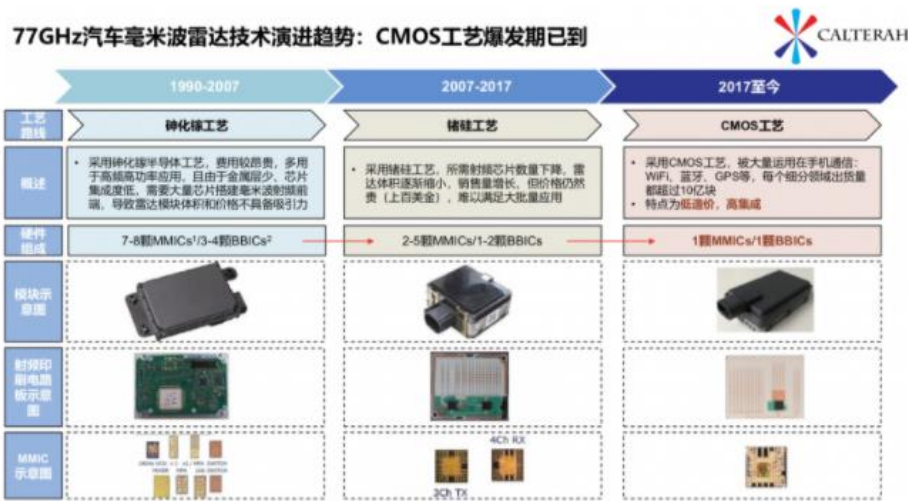 77GHz汽车毫米波雷达技术演进趋势：CMOS工艺爆发期已到
CALTERAH
1990-2007
2007-2017
2017至今
工艺
路线
砷化镓工艺
锗硅工艺
CMOS工艺
概述
• 采用砷化镓半导体工艺，费用较昂贵，多用
于高频高功率应用，且由于金属层少、芯片
集成度低，需要大量芯片搭建毫米波射频前
端，导致雷达模块体积和价格不具备吸引力
• 采用锗硅工艺，所需射频芯片数量下降，雷
达体积逐渐缩小，销售量增长，但价格仍然
贵（上百美金），难以满足大批量应用
• 采用CMOS工艺，被大量运用在手机通信：
WiFi、蓝牙、GPS等，每个细分领域出货量
都超过10亿块
• 特点为低造价，高集成
硬件
组成
7-8颗MMICs¹/3-4颗BBICs²
2-5颗MMICs/1-2颗BBICs
1颗MMICs/1颗BBICs
模块示
意图
射频印
刷电路
板示意
图
MMIC
示意图
4Ch RX